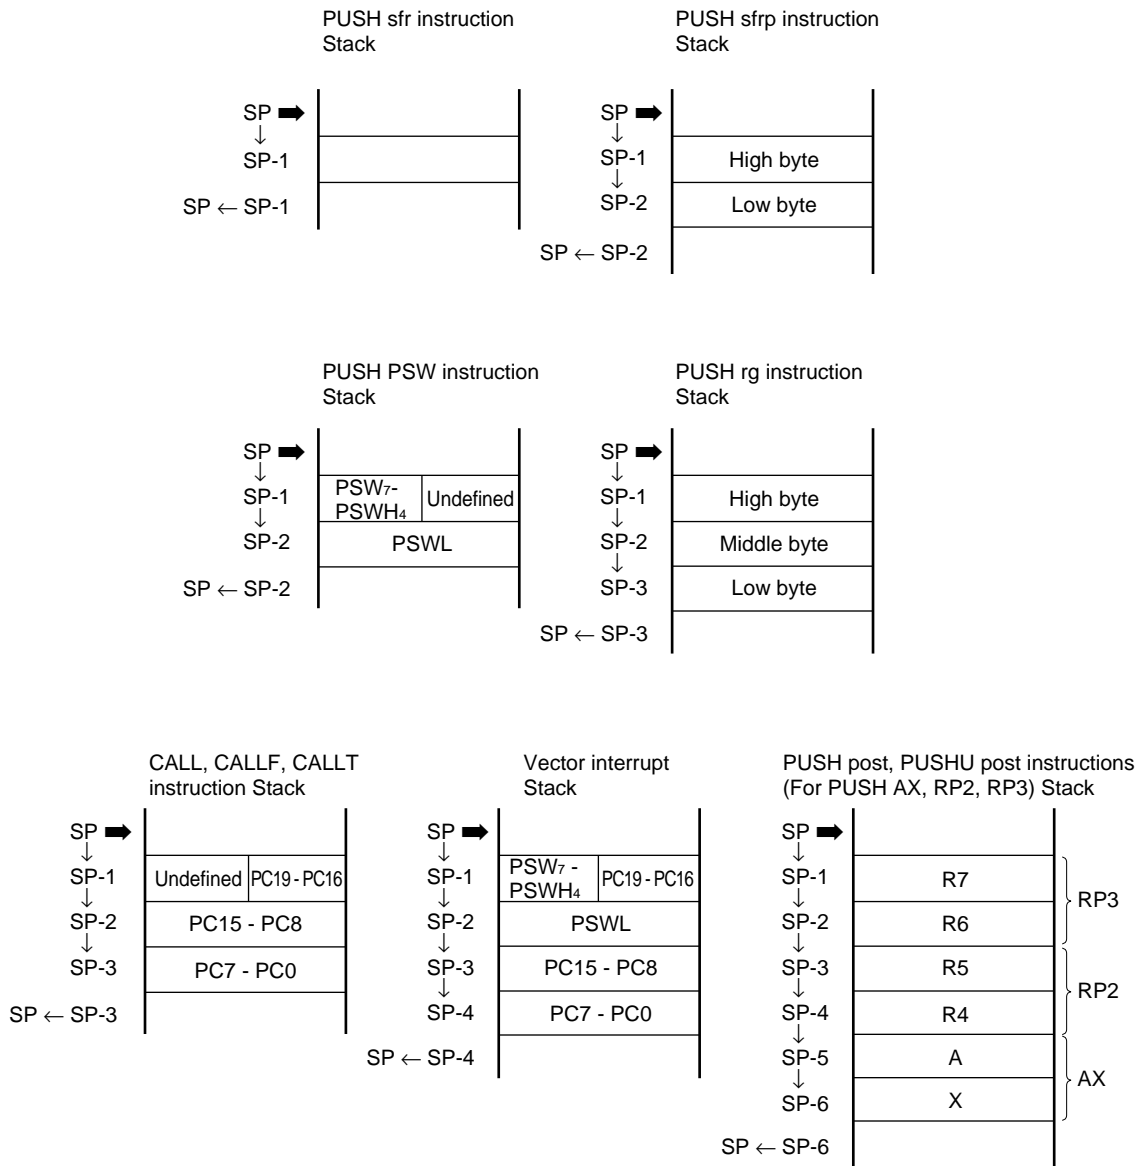 PUSH sfr instruction
Stack
SP
↓
SP-1
SP ← SP-1
PUSH sfrp instruction
Stack
SP
↓
SP-1
High byte
↓
SP-2
Low byte
SP ← SP-2
PUSH PSW instruction
Stack
SP
↓
SP-1
PSW7-
PSWH4
Undefined
↓
SP-2
PSWL
SP ← SP-2
PUSH rg instruction
Stack
SP
↓
SP-1
High byte
↓
SP-2
Middle byte
↓
SP-3
Low byte
SP ← SP-3
CALL, CALLF, CALLT
instruction Stack
SP
↓
SP-1
Undefined
PC19 - PC16
↓
SP-2
PC15 - PC8
↓
SP-3
PC7 - PC0
SP ← SP-3
Vector interrupt
Stack
SP
↓
SP-1
PSW7 -
PSWH4
PC19 - PC16
↓
SP-2
PSWL
↓
SP-3
PC15 - PC8
↓
SP-4
PC7 - PC0
SP ← SP-4
PUSH post, PUSHU post instructions
(For PUSH AX, RP2, RP3) Stack
SP
↓
SP-1
R7
↓
SP-2
R6
RP3
↓
SP-3
R5
↓
SP-4
R4
RP2
↓
SP-5
A
↓
SP-6
X
AX
SP ← SP-6